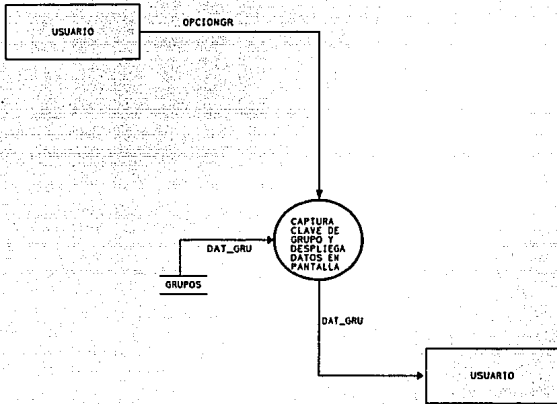 OPCIONGR
USUARIO
CAPTURA
CLAVE DE
GRUPO Y
DESPLIEGA
DATOS EN
PANTALLA
DAT_GRU
GRUPOS
DAT_GRU
USUARIO